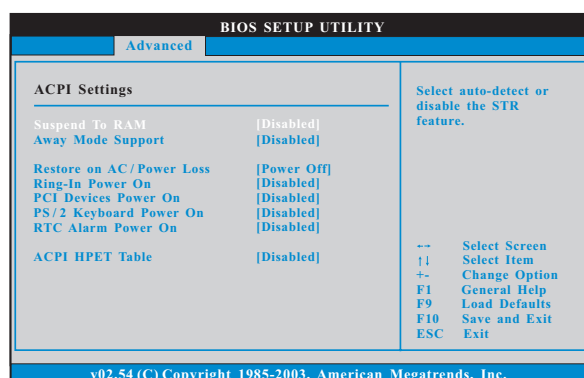 BIOS SETUP UTILITY
Advanced
ACPI Settings
Suspend To RAM [Disabled]
Away Mode Support [Disabled]
Restore on AC/Power Loss [Power Off]
Ring-In Power On [Disabled]
PCI Devices Power On [Disabled]
PS/2 Keyboard Power On [Disabled]
RTC Alarm Power On [Disabled]
ACPI HPET Table [Disabled]
Select auto-detect or
disable the STR
feature.
←→ Select Screen
↑↓ Select Item
+- Change Option
F1 General Help
F9 Load Defaults
F10 Save and Exit
ESC Exit
v02.54 (C) Copyright 1985-2003, American Megatrends, Inc.